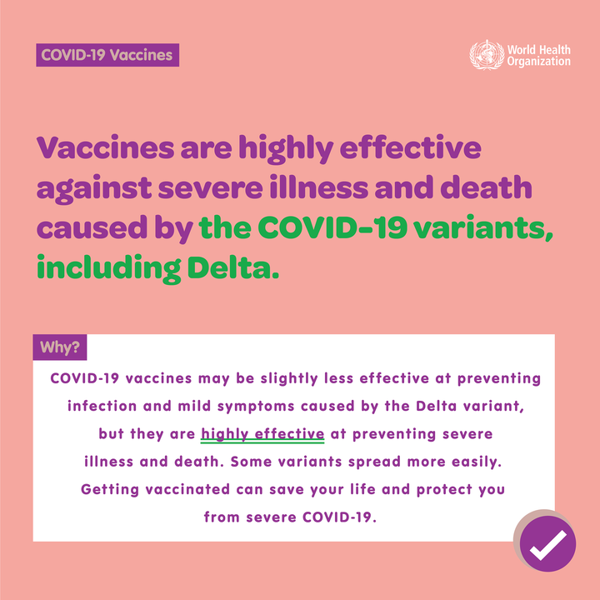 COVID-19 Vaccines
World Health
Organization
Vaccines are highly effective
against severe illness and death
caused by the COVID-19 variants,
including Delta.
Why?
COVID-19 vaccines may be slightly less effective at preventing
infection and mild symptoms caused by the Delta variant,
but they are highly effective at preventing severe
illness and death. Some variants spread more easily.
Getting vaccinated can save your life and protect you
from severe COVID-19.